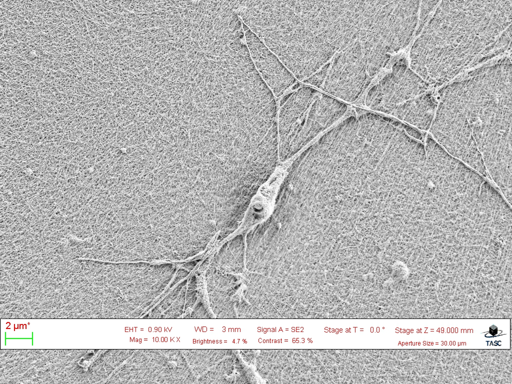 2 µm*
EHT = 0.90 kV WD = 3 mm Signal A = SE2 Stage at T = 0.0 ° Stage at Z = 49.000 mm
Mag = 10.00 K X Brightness = 4.7 % Contrast = 65.3 % Aperture Size = 30.00 µm
TASC